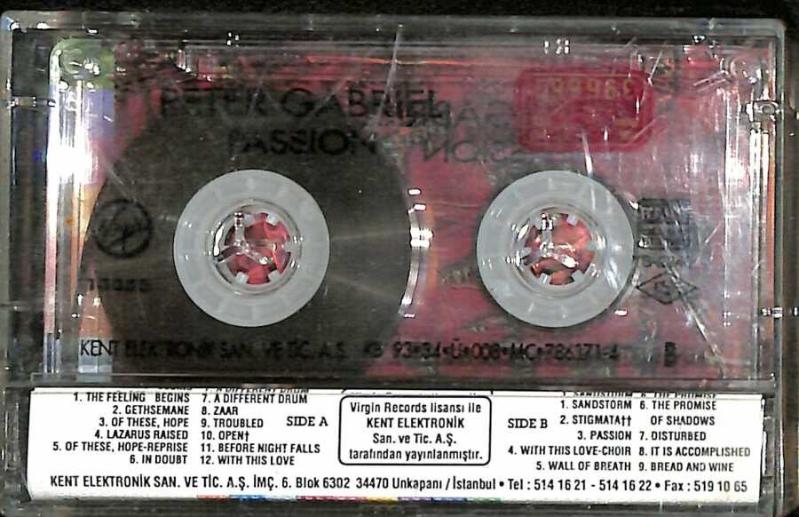 PETER GABRIEL
PASSION
KENT ELEKTRONİK SAN. VE TİC. A.Ş. KB 93•34•Ü•008•MC•786171-4 B
1. THE FEELING BEGINS
2. GETHSEMANE
3. OF THESE, HOPE
4. LAZARUS RAISED
5. OF THESE, HOPE-REPRISE
6. IN DOUBT
7. A DIFFERENT DRUM
8. ZAAR
9. TROUBLED
10. OPEN†
11. BEFORE NIGHT FALLS
12. WITH THIS LOVE
SIDE A
Virgin Records lisansı ile
KENT ELEKTRONİK
San. ve Tic. A.Ş.
tarafından yayınlanmıştır.
SIDE B
1. SANDSTORM
2. STIGMATA††
3. PASSION
4. WITH THIS LOVE-CHOIR
5. WALL OF BREATH
6. THE PROMISE
OF SHADOWS
7. DISTURBED
8. IT IS ACCOMPLISHED
9. BREAD AND WINE
KENT ELEKTRONİK SAN. VE TİC. A.Ş. İMÇ. 6. Blok 6302 34470 Unkapanı / İstanbul • Tel : 514 16 21 - 514 16 22 • Fax : 519 10 65